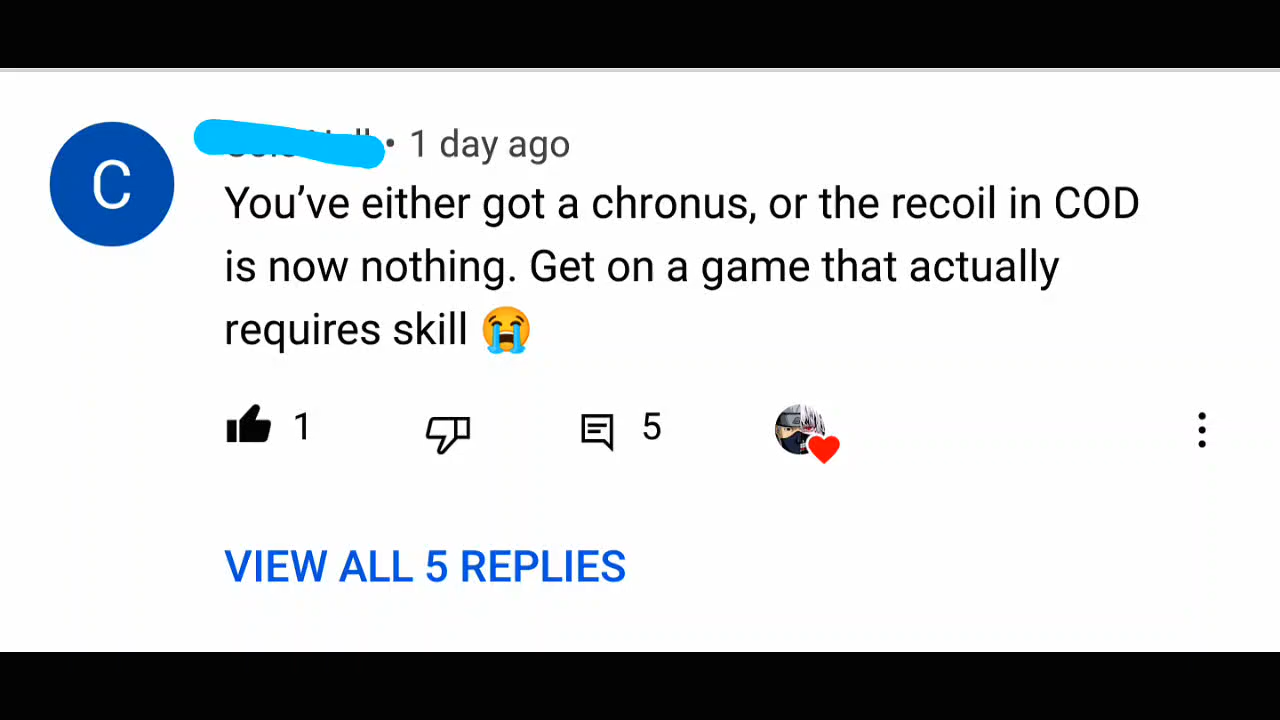 C
• 1 day ago
You’ve either got a chronus, or the recoil in COD
is now nothing. Get on a game that actually
requires skill 😭
1
5
VIEW ALL 5 REPLIES